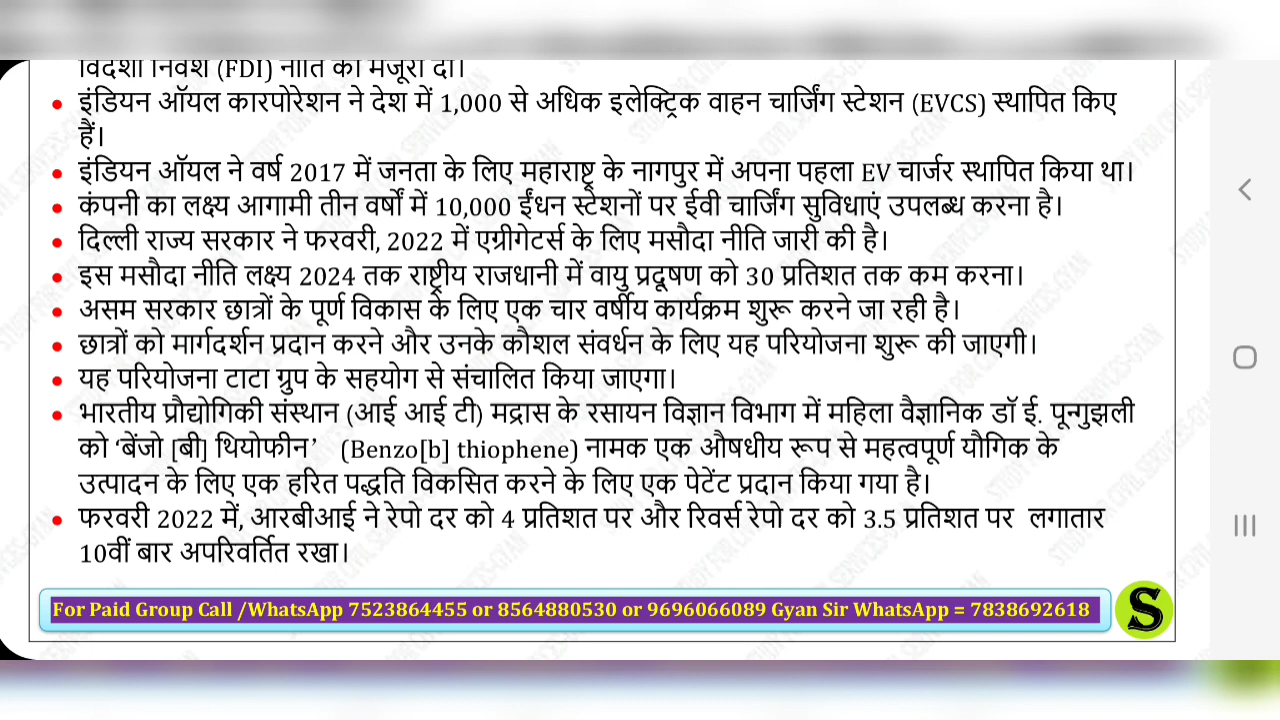 विदेशी निवेश (FDI) नीति को मंजूरी दी।
• इंडियन ऑयल कारपोरेशन ने देश में 1,000 से अधिक इलेक्ट्रिक वाहन चार्जिंग स्टेशन (EVCS) स्थापित किए
हैं।
• इंडियन ऑयल ने वर्ष 2017 में जनता के लिए महाराष्ट्र के नागपुर में अपना पहला EV चार्जर स्थापित किया था।
• कंपनी का लक्ष्य आगामी तीन वर्षों में 10,000 ईंधन स्टेशनों पर ईवी चार्जिंग सुविधाएं उपलब्ध करना है।
• दिल्ली राज्य सरकार ने फरवरी, 2022 में एग्रीगेटर्स के लिए मसौदा नीति जारी की है।
• इस मसौदा नीति लक्ष्य 2024 तक राष्ट्रीय राजधानी में वायु प्रदूषण को 30 प्रतिशत तक कम करना।
• असम सरकार छात्रों के पूर्ण विकास के लिए एक चार वर्षीय कार्यक्रम शुरू करने जा रही है।
• छात्रों को मार्गदर्शन प्रदान करने और उनके कौशल संवर्धन के लिए यह परियोजना शुरू की जाएगी।
• यह परियोजना टाटा ग्रुप के सहयोग से संचालित किया जाएगा।
• भारतीय प्रौद्योगिकी संस्थान (आई आई टी) मद्रास के रसायन विज्ञान विभाग में महिला वैज्ञानिक डॉ ई. पून्गुझली
को ‘बेंजो [बी] थियोफीन’ (Benzo[b] thiophene) नामक एक औषधीय रूप से महत्वपूर्ण यौगिक के
उत्पादन के लिए एक हरित पद्धति विकसित करने के लिए एक पेटेंट प्रदान किया गया है।
• फरवरी 2022 में, आरबीआई ने रेपो दर को 4 प्रतिशत पर और रिवर्स रेपो दर को 3.5 प्रतिशत पर लगातार
10वीं बार अपरिवर्तित रखा।
For Paid Group Call /WhatsApp 7523864455 or 8564880530 or 9696066089 Gyan Sir WhatsApp = 7838692618
S